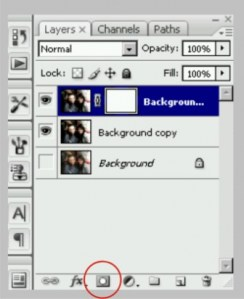 Layers × Channels Paths
Normal Opacity: 100%
Lock: Fill: 100%
Backgroun...
Background copy
Background
A
fx.